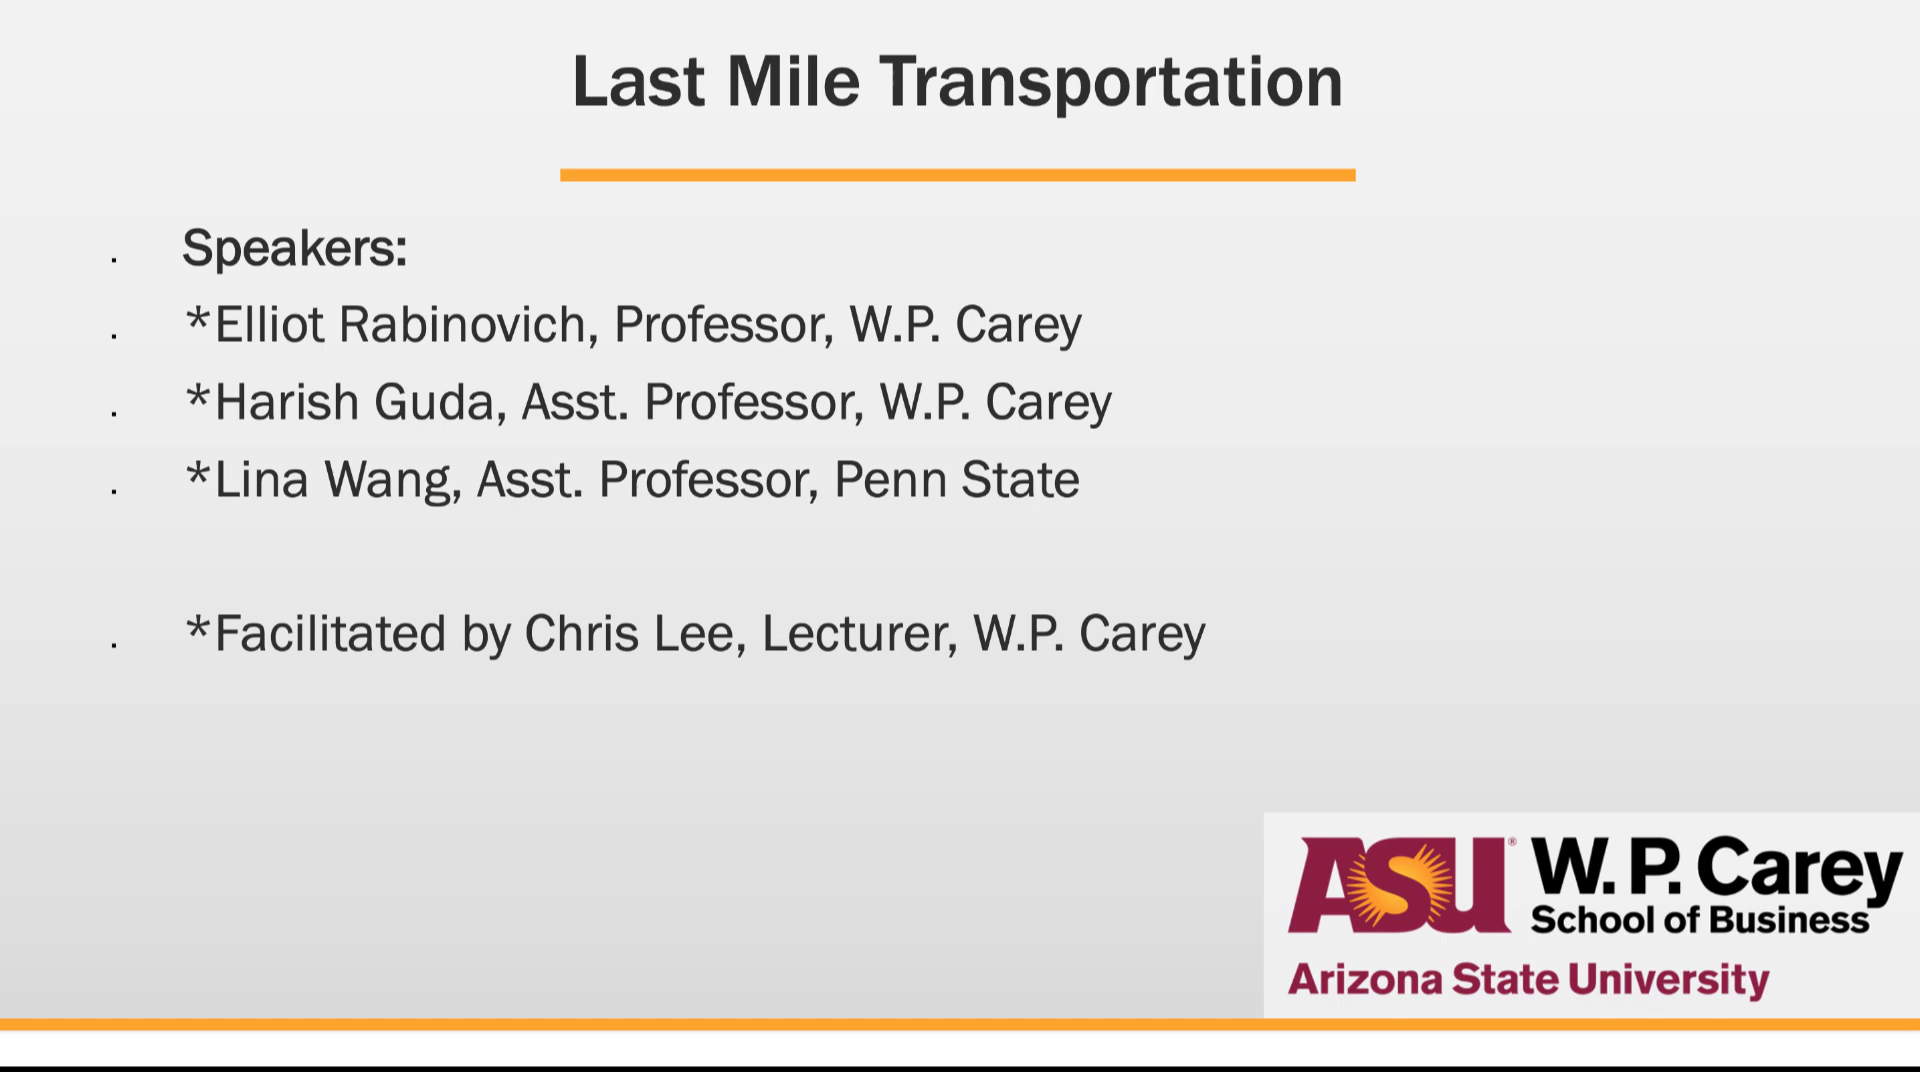 Last Mile Transportation
Speakers:
*Elliot Rabinovich, Professor, W.P. Carey
*Harish Guda, Asst. Professor, W.P. Carey
*Lina Wang, Asst. Professor, Penn State
*Facilitated by Chris Lee, Lecturer, W.P. Carey
ASU® W. P. Carey
School of Business
Arizona State University